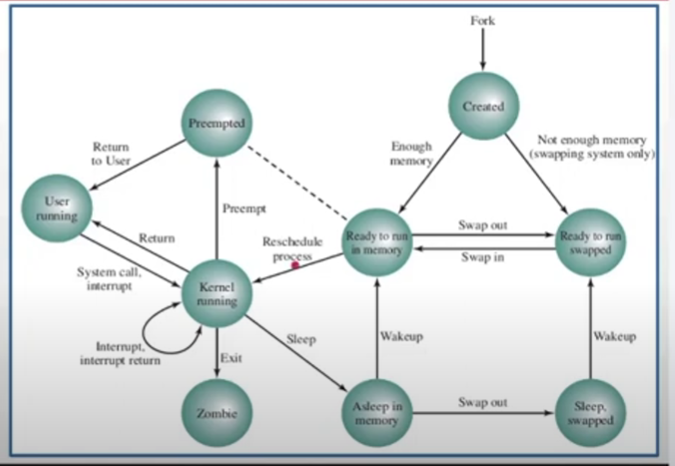 Fork
Created
Preempted
Not enough memory
(swapping system only)
Enough
memory
Return
to User
User
running
Preempt
Return
Reschedule
process
Ready to run
in memory
Swap out
Swap in
Ready to run
swapped
System call,
interrupt
Kernel
running
Interrupt,
interrupt return
Sleep
Exit
Wakeup
Wakeup
Zombie
Asleep in
memory
Swap out
Sleep,
swapped